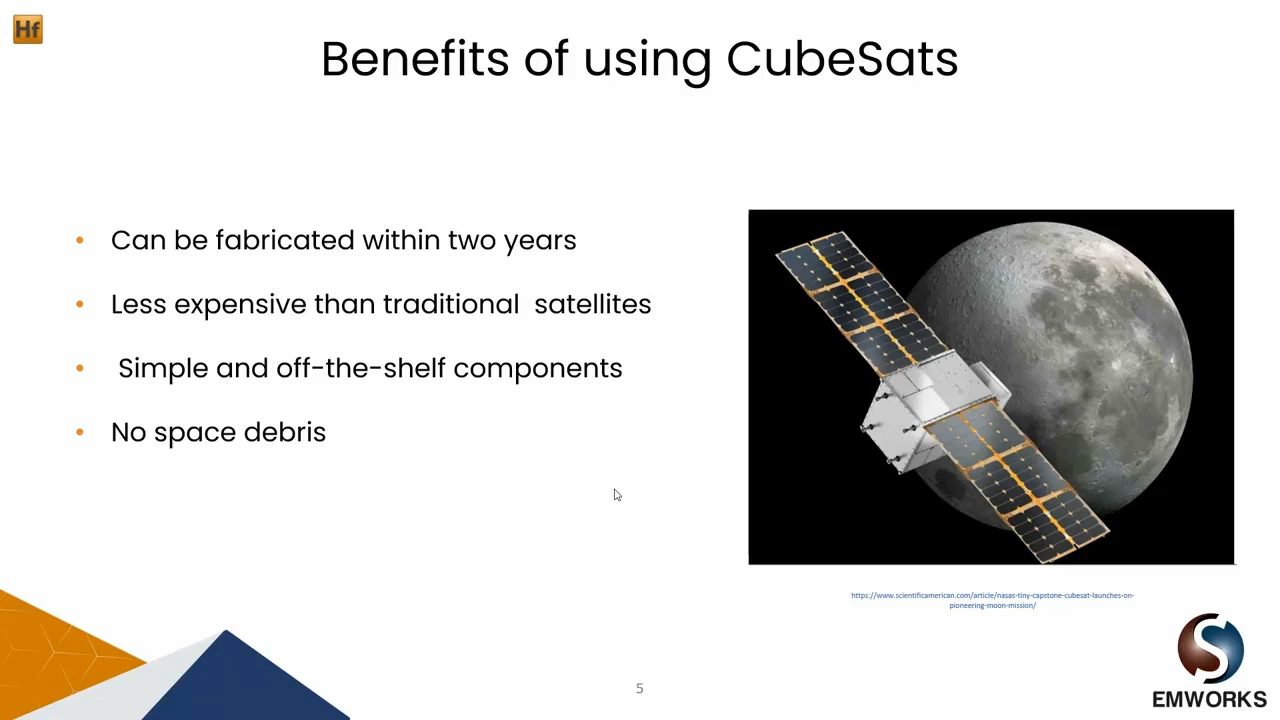 Hf
Benefits of using CubeSats
• Can be fabricated within two years
• Less expensive than traditional  satellites
• Simple and off-the-shelf components
• No space debris
https://www.scientificamerican.com/article/nasas-tiny-capstone-cubesat-launches-on-
pioneering-moon-mission/
5
EMWORKS